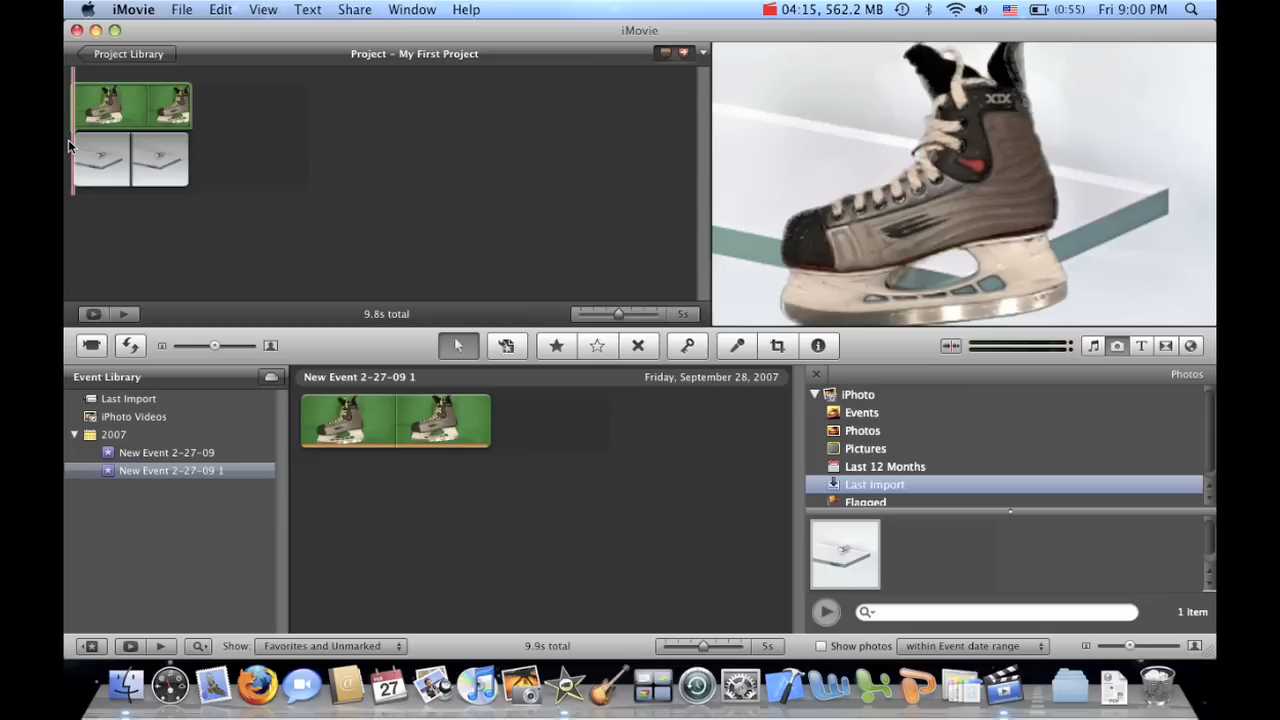 iMovie File Edit View Text Share Window Help 04:15, 562.2 MB (0:55) Fri 9:00 PM
iMovie
Project Library Project - My First Project
XIX
9.8s total 5s
Event Library New Event 2-27-09 1 Friday, September 28, 2007 Photos
Last Import
iPhoto Videos
2007
New Event 2-27-09
New Event 2-27-09 1
iPhoto
Events
Photos
Pictures
Last 12 Months
Last Import
Flagged
1 item
Show: Favorites and Unmarked 9.9s total 5s Show photos within Event date range
27